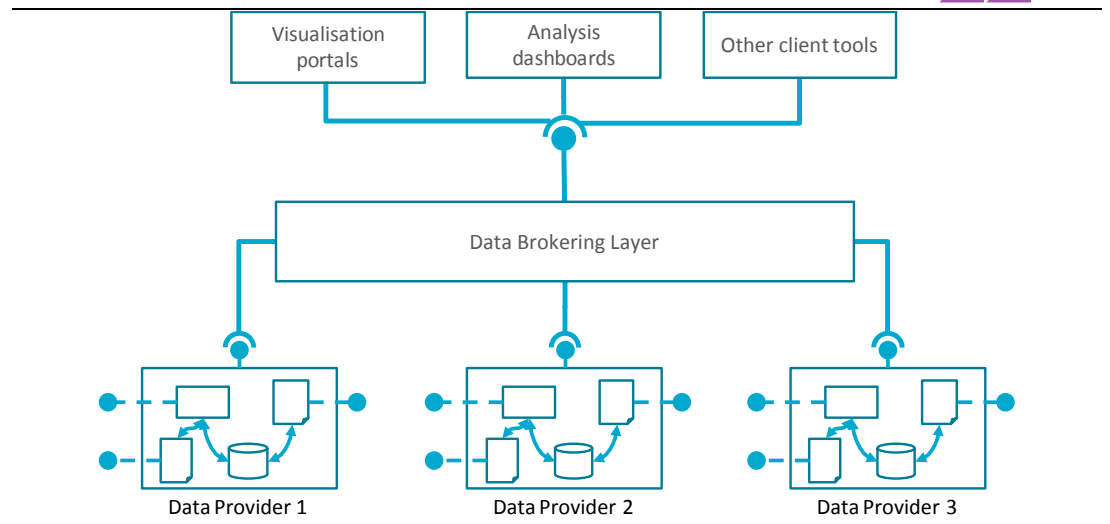 Visualisation
portals
Analysis
dashboards
Other client tools
Data Brokering Layer
Data Provider 1
Data Provider 2
Data Provider 3